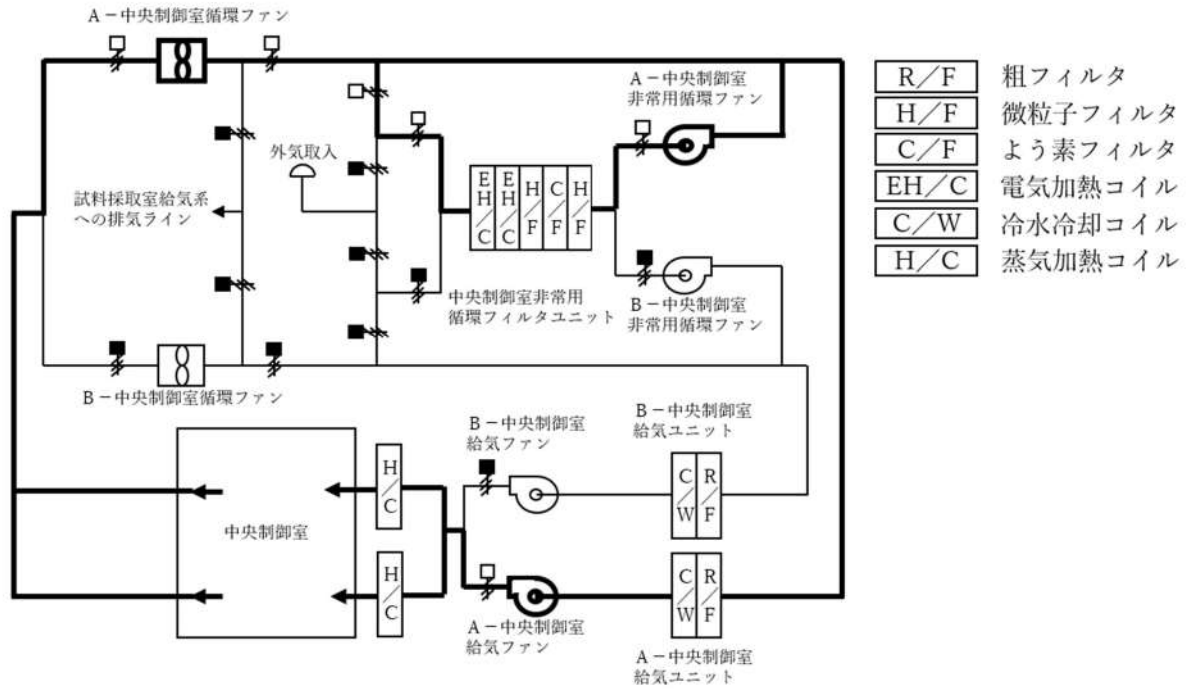 A－中央制御室循環ファン
A－中央制御室
非常用循環ファン
R／F 粗フィルタ
H／F 微粒子フィルタ
C／F よう素フィルタ
EH／C 電気加熱コイル
C／W 冷水冷却コイル
H／C 蒸気加熱コイル
外気取入
試料採取室給気系
への排気ライン
EH／C
EH／C
H／F
C／F
H／F
中央制御室非常用
循環フィルタユニット
B－中央制御室
非常用循環ファン
B－中央制御室循環ファン
B－中央制御室
給気ファン
B－中央制御室
給気ユニット
H／C
C／W
R／F
中央制御室
H／C
C／W
R／F
A－中央制御室
給気ファン
A－中央制御室
給気ユニット